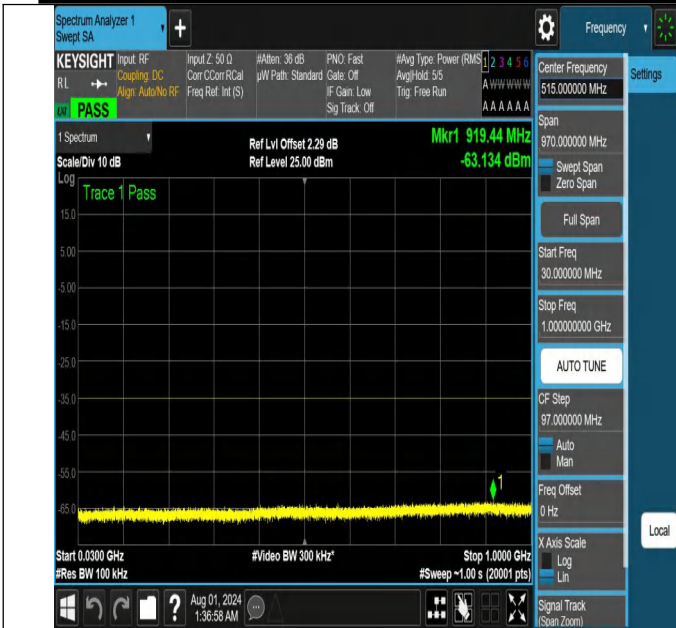 Spectrum Analyzer 1
Swept SA
+
Frequency
KEYSIGHT
RL
PASS
Input: RF
Coupling: DC
Align: Auto/No RF
Input Z: 50 Ω
Corr CCorr RCal
Freq Ref: Int (S)
#Atten: 36 dB
µW Path: Standard
PNO: Fast
Gate: Off
IF Gain: Low
Sig Track: Off
#Avg Type: Power (RMS
Avg|Hold: 5/5
Trig: Free Run
1 2 3 4 5 6
A W W W W W
A A A A A A
1 Spectrum
Scale/Div 10 dB
Log
Ref Lvl Offset 2.29 dB
Ref Level 25.00 dBm
Mkr1 919.44 MHz
-63.134 dBm
Trace 1 Pass
15.0
5.00
-5.00
-15.0
-25.0
-35.0
-45.0
-55.0
-65.0
1
Start 0.0300 GHz
#Res BW 100 kHz
#Video BW 300 kHz*
Stop 1.0000 GHz
#Sweep ~1.00 s (20001 pts)
Center Frequency
515.000000 MHz
Settings
Span
970.000000 MHz
Swept Span
Zero Span
Full Span
Start Freq
30.000000 MHz
Stop Freq
1.000000000 GHz
AUTO TUNE
CF Step
97.000000 MHz
Auto
Man
Freq Offset
0 Hz
X Axis Scale
Log
Lin
Local
Signal Track
(Span Zoom)
?
Aug 01, 2024
1:36:58 AM